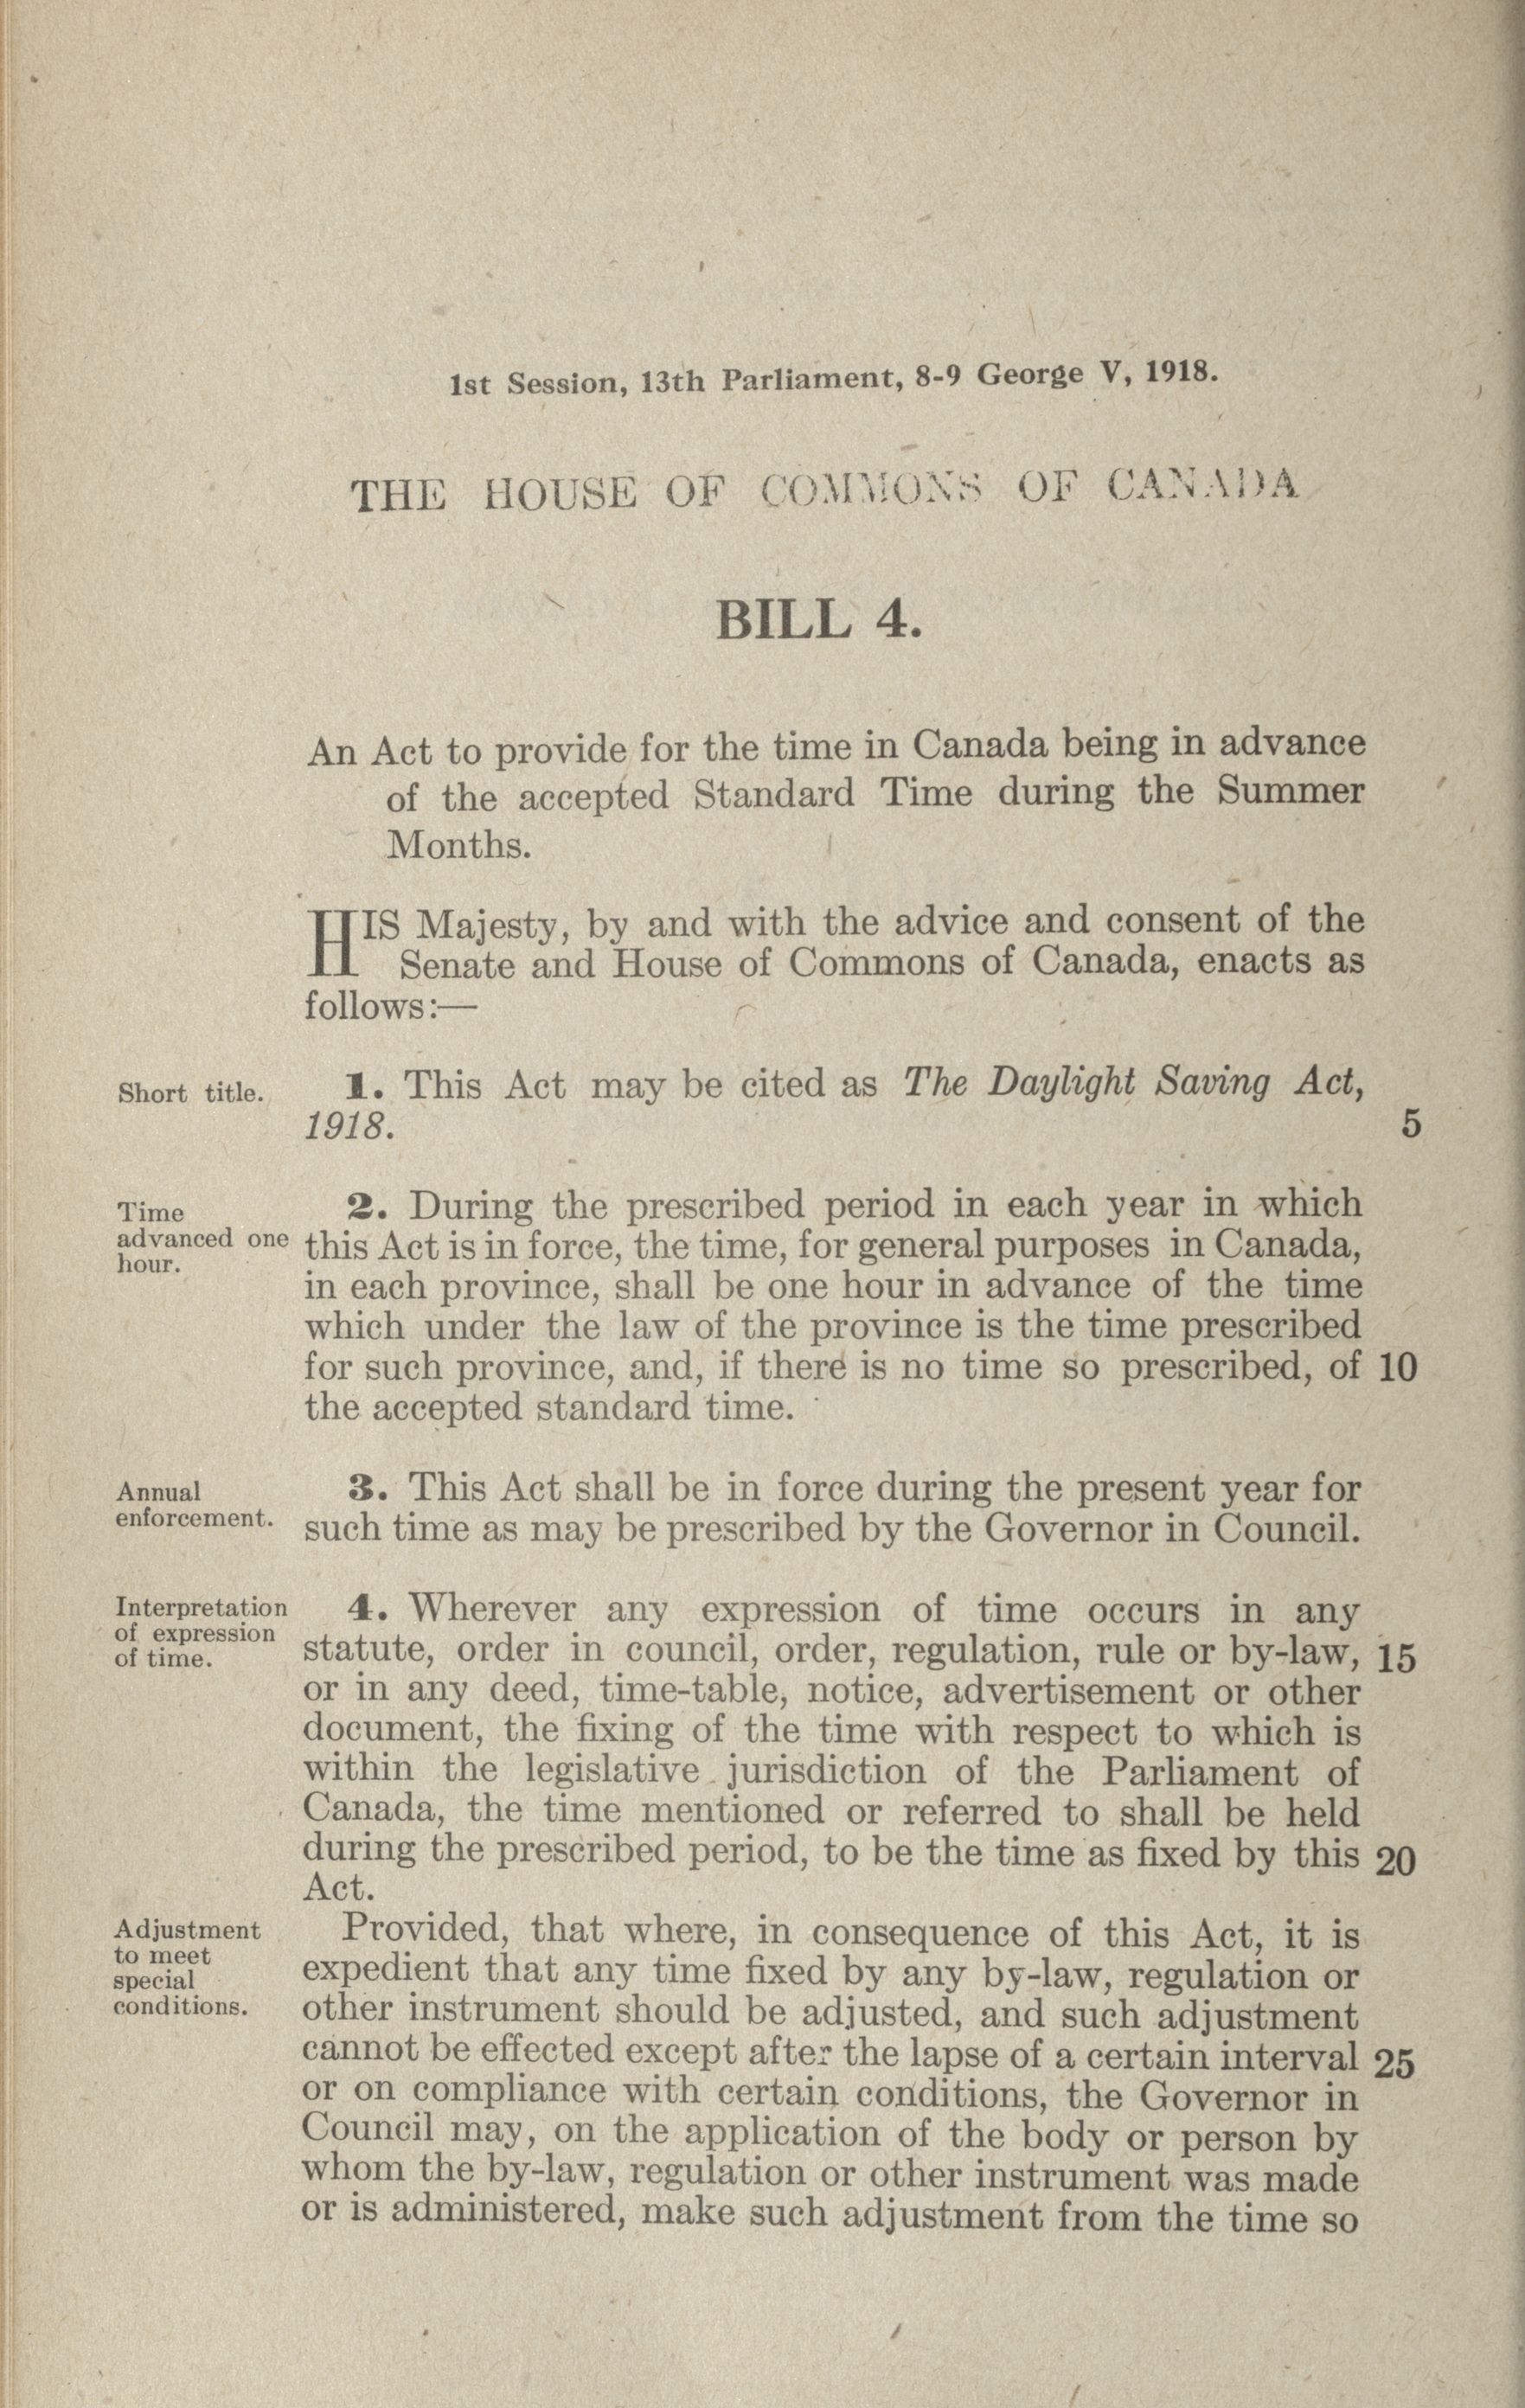 1st Session, 13th Parliament, 8-9 George V, 1918.
THE HOUSE OF COMMONS OF CANADA
BILL 4.
An Act to provide for the time in Canada being in advance
of the accepted Standard Time during the Summer
Months.
HIS Majesty, by and with the advice and consent of the
Senate and House of Commons of Canada, enacts as
follows:—
Short title.
1. This Act may be cited as The Daylight Saving Act,
1918. 5
Time
advanced one
hour.
2. During the prescribed period in each year in which
this Act is in force, the time, for general purposes in Canada,
in each province, shall be one hour in advance of the time
which under the law of the province is the time prescribed
for such province, and, if there is no time so prescribed, of 10
the accepted standard time.
Annual
enforcement.
3. This Act shall be in force during the present year for
such time as may be prescribed by the Governor in Council.
Interpretation
of expression
of time.
4. Wherever any expression of time occurs in any
statute, order in council, order, regulation, rule or by-law, 15
or in any deed, time-table, notice, advertisement or other
document, the fixing of the time with respect to which is
within the legislative jurisdiction of the Parliament of
Canada, the time mentioned or referred to shall be held
during the prescribed period, to be the time as fixed by this 20
Act.
Adjustment
to meet
special
conditions.
Provided, that where, in consequence of this Act, it is
expedient that any time fixed by any by-law, regulation or
other instrument should be adjusted, and such adjustment
cannot be effected except after the lapse of a certain interval 25
or on compliance with certain conditions, the Governor in
Council may, on the application of the body or person by
whom the by-law, regulation or other instrument was made
or is administered, make such adjustment from the time so